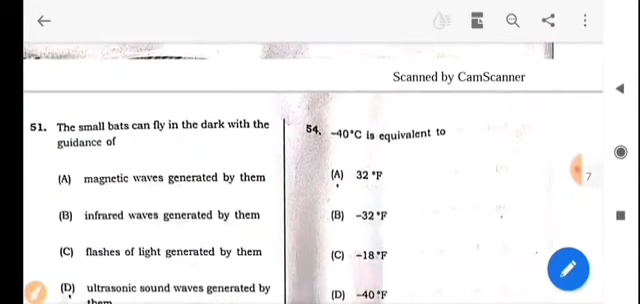 Scanned by CamScanner
51. The small bats can fly in the dark with the
guidance of
(A) magnetic waves generated by them
(B) infrared waves generated by them
(C) flashes of light generated by them
(D) ultrasonic sound waves generated by
them
54. -40°C is equivalent to
(A) 32 °F
(B) -32 °F
(C) -18 °F
(D) -40 °F
7